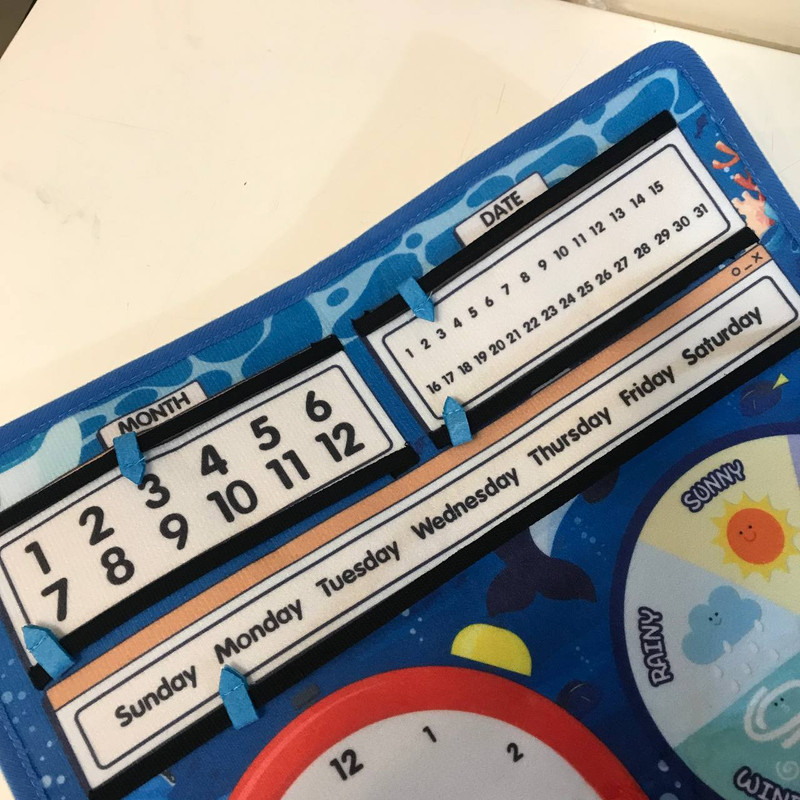 MONTH
1 2 3 4 5 6
7 8 9 10 11 12
DATE
1 2 3 4 5 6 7 8 9 10 11 12 13 14 15
16 17 18 19 20 21 22 23 24 25 26 27 28 29 30 31
Sunday Monday Tuesday Wednesday Thursday Friday Saturday
SUNNY
RAINY
12 1 2